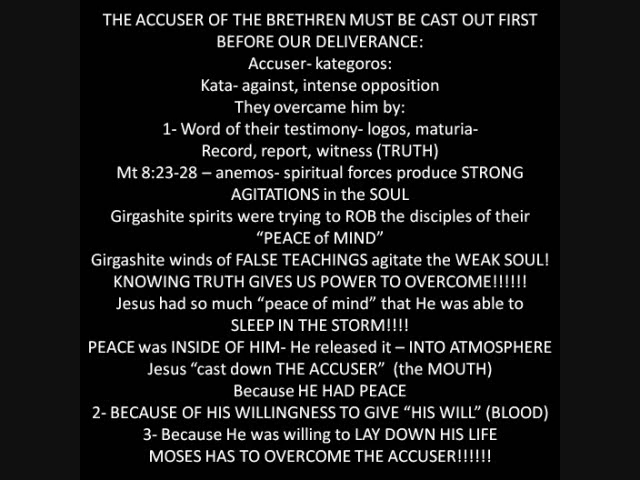 THE ACCUSER OF THE BRETHREN MUST BE CAST OUT FIRST
BEFORE OUR DELIVERANCE:
Accuser- kategoros:
Kata- against, intense opposition
They overcame him by:
1- Word of their testimony- logos, maturia-
Record, report, witness (TRUTH)
Mt 8:23-28 – anemos- spiritual forces produce STRONG
AGITATIONS in the SOUL
Girgashite spirits were trying to ROB the disciples of their
“PEACE of MIND”
Girgashite winds of FALSE TEACHINGS agitate the WEAK SOUL!
KNOWING TRUTH GIVES US POWER TO OVERCOME!!!!!!
Jesus had so much “peace of mind” that He was able to
SLEEP IN THE STORM!!!!
PEACE was INSIDE OF HIM- He released it – INTO ATMOSPHERE
Jesus “cast down THE ACCUSER” (the MOUTH)
Because HE HAD PEACE
2- BECAUSE OF HIS WILLINGNESS TO GIVE “HIS WILL” (BLOOD)
3- Because He was willing to LAY DOWN HIS LIFE
MOSES HAS TO OVERCOME THE ACCUSER!!!!!!